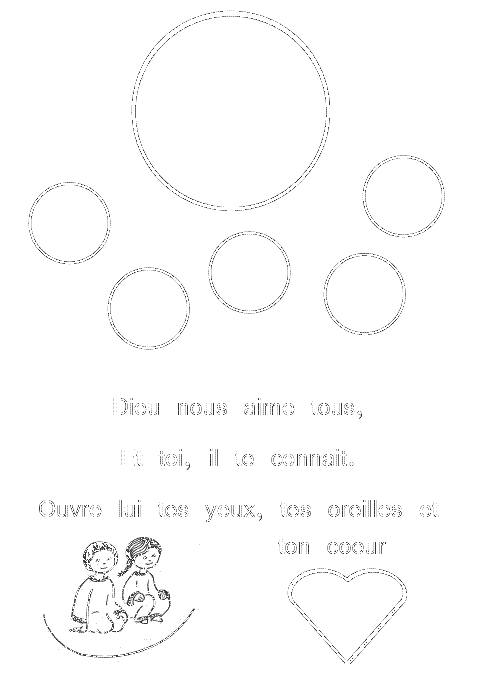 Dieu nous aime tous,
Et toi, il te connait.
Ouvre lui tes yeux, tes oreilles et
ton coeur